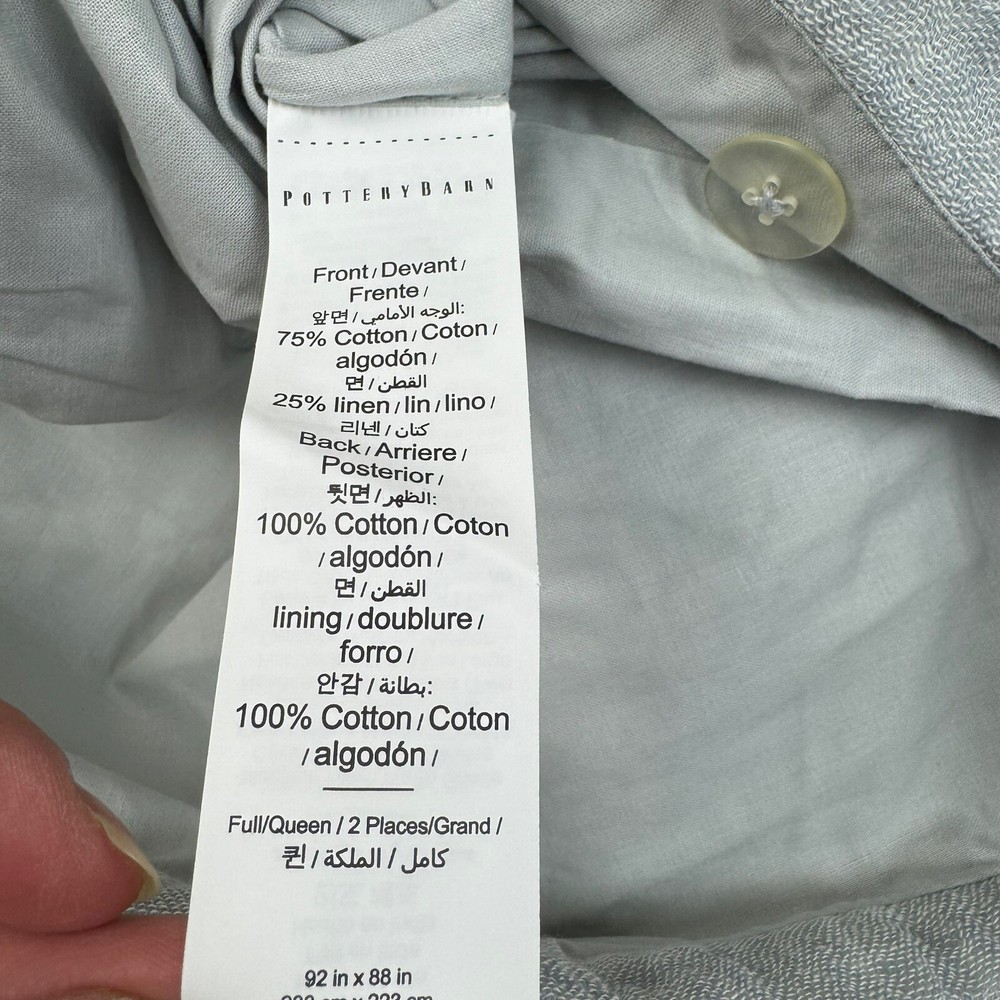 POTTERYBARN
Front / Devant /
Frente /
앞면 / الوجه الأمامي:
75% Cotton / Coton /
algodón /
면 / القطن
25% linen / lin / lino /
리넨 / كتان
Back / Arriere /
Posterior /
뒷면 / الظهر:
100% Cotton / Coton
/ algodón /
면 / القطن
lining / doublure /
forro /
안감 / بطانة:
100% Cotton / Coton
/ algodón /
Full/Queen / 2 Places/Grand /
퀸 / كامل / الملكة
92 in x 88 in